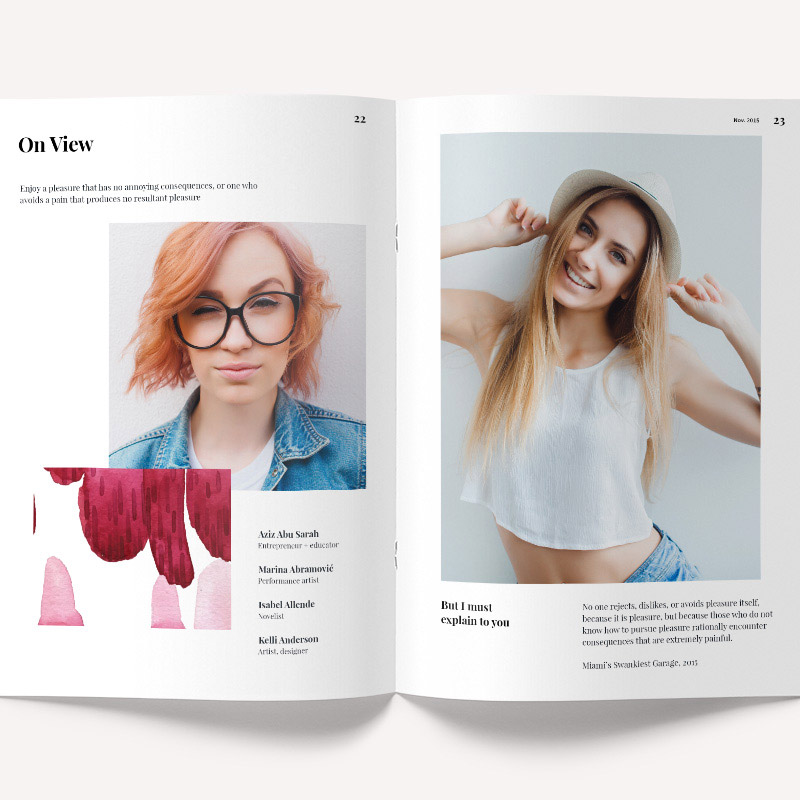 22
On View
Enjoy a pleasure that has no annoying consequences, or one who
avoids a pain that produces no resultant pleasure
Aziz Abu Sarah
Entrepreneur + educator
Marina Abramović
Performance artist
Isabel Allende
Novelist
Kelli Anderson
Artist, designer
Nov. 2015 23
But I must
explain to you
No one rejects, dislikes, or avoids pleasure itself,
because it is pleasure, but because those who do not
know how to pursue pleasure rationally encounter
consequences that are extremely painful.
Miami's Swankiest Garage, 2015